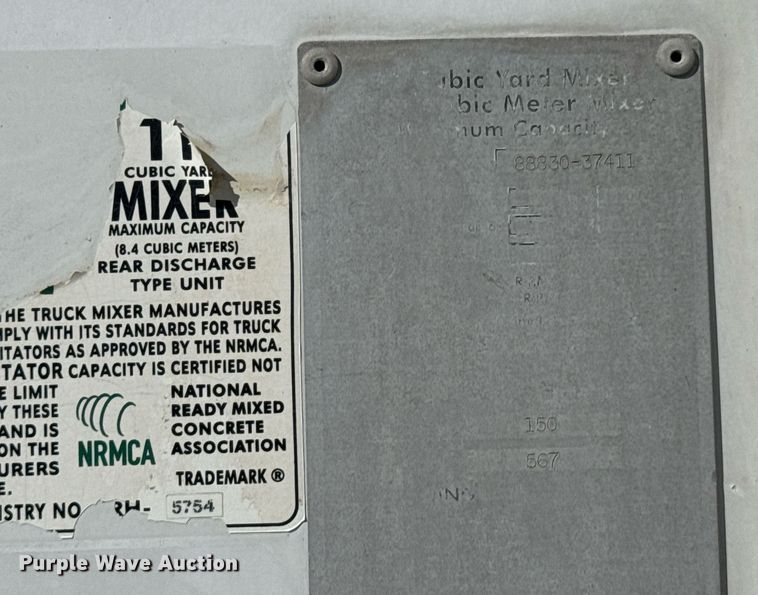 11
CUBIC YARD
MIXER
MAXIMUM CAPACITY
(8.4 CUBIC METERS)
REAR DISCHARGE
TYPE UNIT
THE TRUCK MIXER MANUFACTURES
MPLY WITH ITS STANDARDS FOR TRUCK
ITATORS AS APPROVED BY THE NRMCA.
TATOR CAPACITY IS CERTIFIED NOT
E LIMIT
Y THESE
AND IS
ON THE
URERS
E.
NRMCA
NATIONAL
READY MIXED
CONCRETE
ASSOCIATION
TRADEMARK ®
ISTRY NO RH- 5754
ubic Yard Mixer
bic Meter Mixer
mum Capacity
88830-37411
150
567
Purple Wave Auction